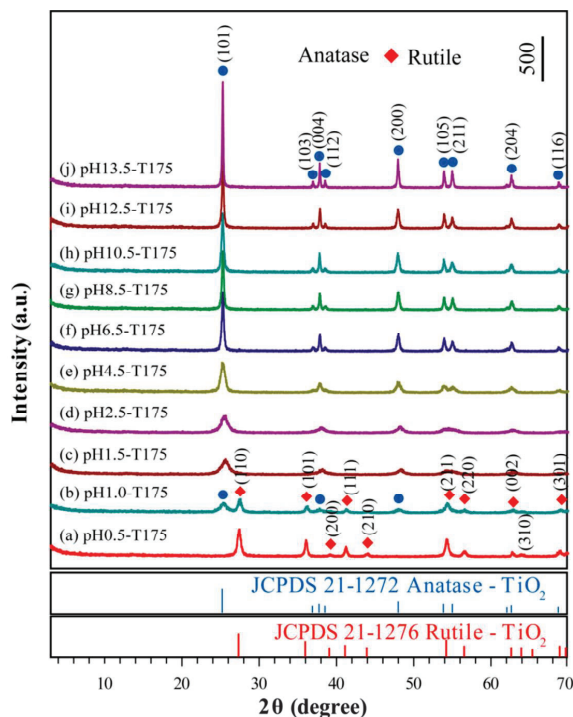 Anatase ◆ Rutile
500
(101)
(103)
(004)
(112)
(200)
(105)
(211)
(204)
(116)
(j) pH13.5-T175
(i) pH12.5-T175
(h) pH10.5-T175
(g) pH8.5-T175
(f) pH6.5-T175
(e) pH4.5-T175
(d) pH2.5-T175
(c) pH1.5-T175
(b) pH1.0-T175
(a) pH0.5-T175
(110)
(101)
(200)
(111)
(210)
(211)
(220)
(002)
(310)
(301)
Intensity (a.u.)
JCPDS 21-1272 Anatase - TiO₂
JCPDS 21-1276 Rutile - TiO₂
10 20 30 40 50 60 70
2θ (degree)